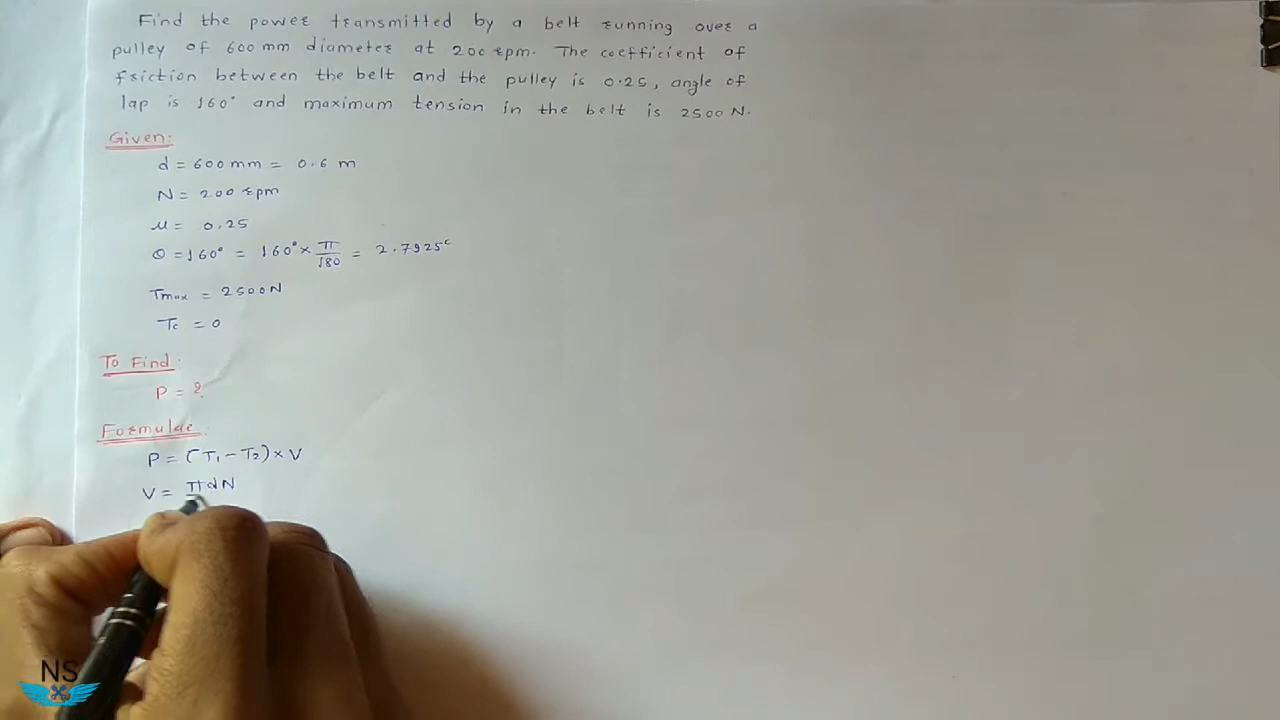 Find the power transmitted by a belt running over a
pulley of 600 mm diameter at 200 rpm. The coefficient of
friction between the belt and the pulley is 0.25, angle of
lap is 160° and maximum tension in the belt is 2500 N.
Given:
d = 600 mm = 0.6 m
N = 200 rpm
μ = 0.25
θ = 160° = 160° × π/180 = 2.7925ᶜ
Tmax = 2500N
Tc = 0
To Find:
P = ?
Formulae:
P = (T₁ - T₂) × V
V = πdN
NS